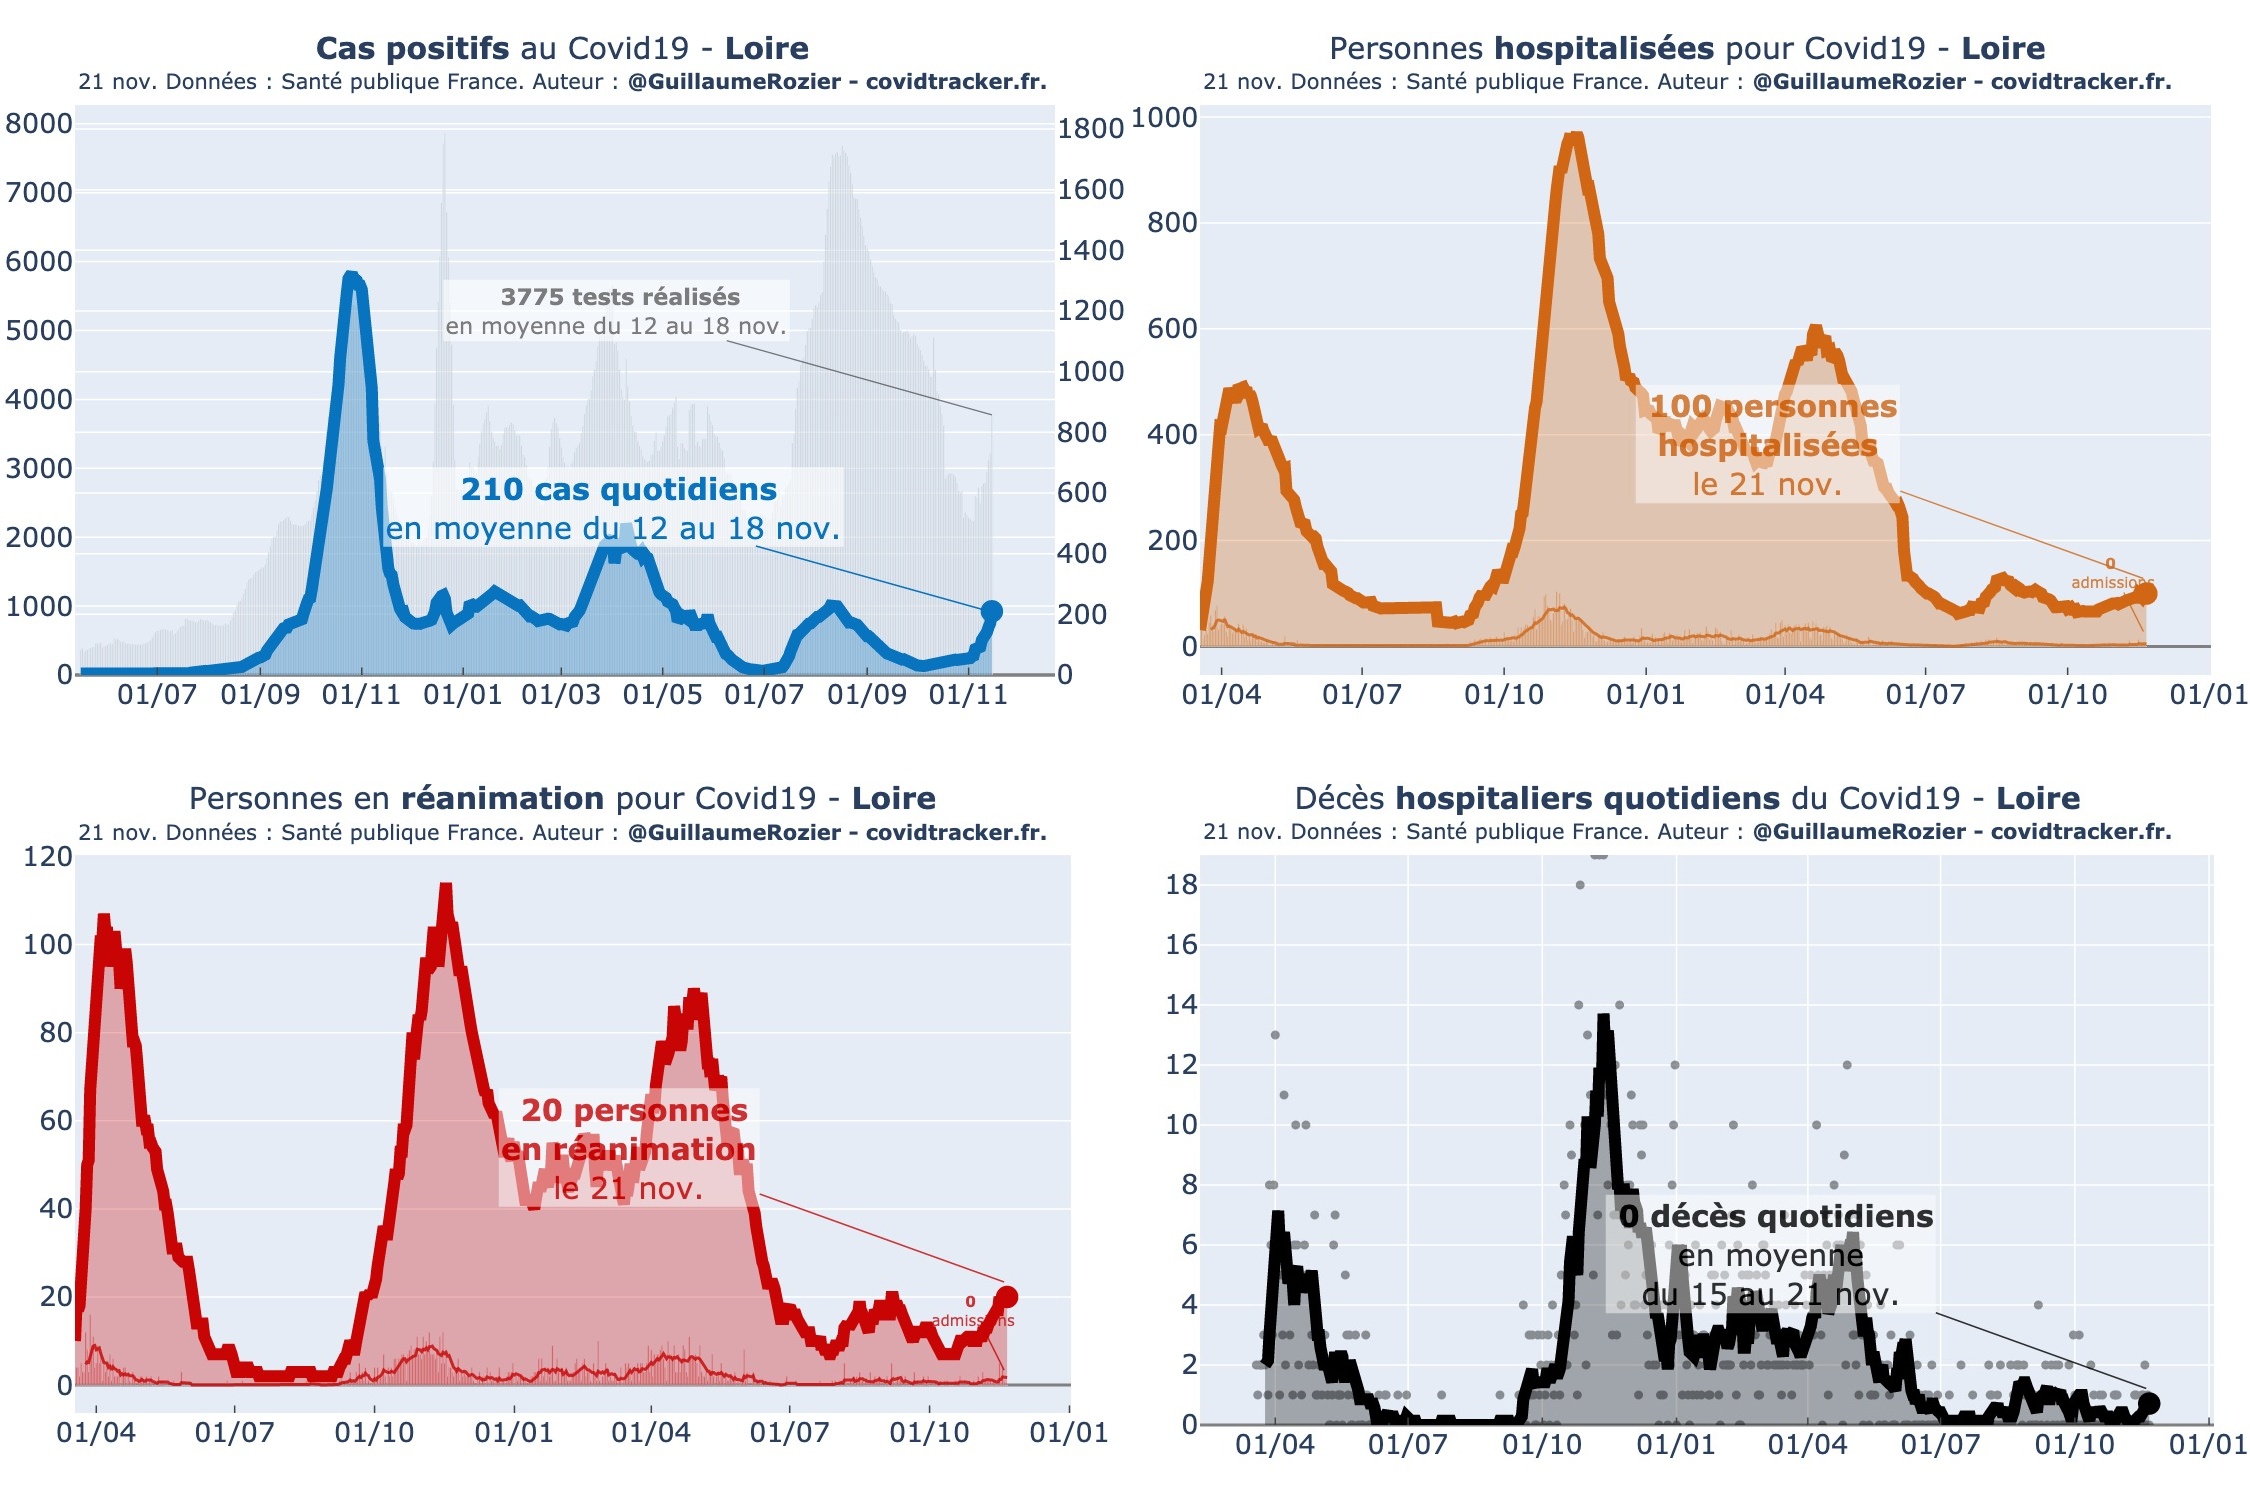 Cas positifs au Covid19 - Loire
21 nov. Données : Santé publique France. Auteur : @GuillaumeRozier - covidtracker.fr.
8000
7000
6000
5000
4000
3000
2000
1000
0
1800
1600
1400
1200
1000
800
600
400
200
0
3775 tests réalisés
en moyenne du 12 au 18 nov.
210 cas quotidiens
en moyenne du 12 au 18 nov.
01/07 01/09 01/11 01/01 01/03 01/05 01/07 01/09 01/11
Personnes hospitalisées pour Covid19 - Loire
21 nov. Données : Santé publique France. Auteur : @GuillaumeRozier - covidtracker.fr.
1000
800
600
400
200
0
100 personnes
hospitalisées
le 21 nov.
0
admissions
01/04 01/07 01/10 01/01 01/04 01/07 01/10 01/01
Personnes en réanimation pour Covid19 - Loire
21 nov. Données : Santé publique France. Auteur : @GuillaumeRozier - covidtracker.fr.
120
100
80
60
40
20
0
20 personnes
en réanimation
le 21 nov.
0
admissions
01/04 01/07 01/10 01/01 01/04 01/07 01/10 01/01
Décès hospitaliers quotidiens du Covid19 - Loire
21 nov. Données : Santé publique France. Auteur : @GuillaumeRozier - covidtracker.fr.
18
16
14
12
10
8
6
4
2
0
0 décès quotidiens
en moyenne
du 15 au 21 nov.
01/04 01/07 01/10 01/01 01/04 01/07 01/10 01/01